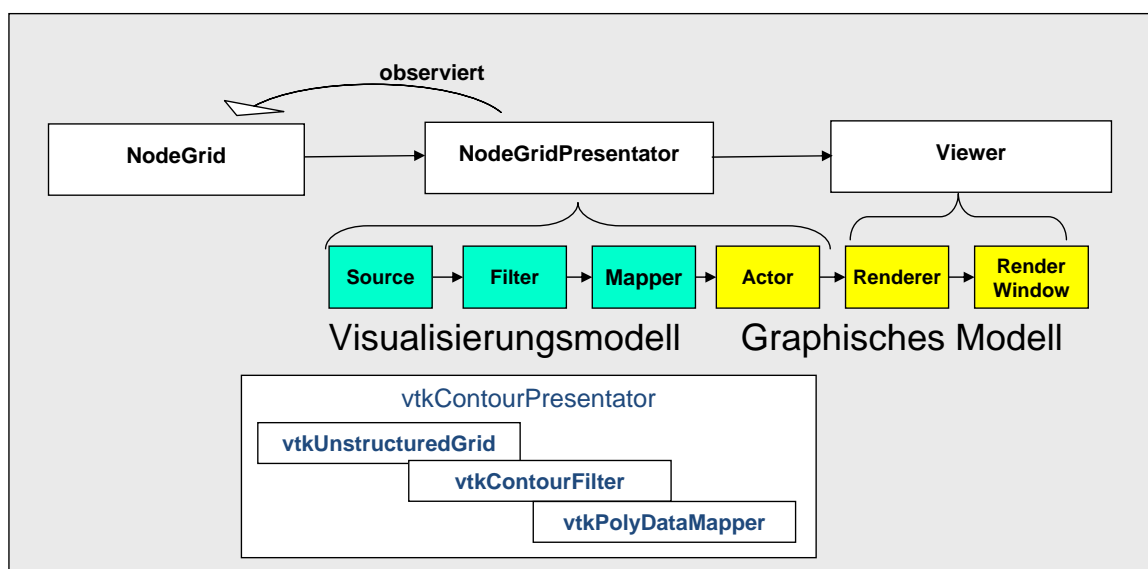 observiert
NodeGrid
NodeGridPresentator
Viewer
Source
Filter
Mapper
Actor
Renderer
Render
Window
Visualisierungsmodell
Graphisches Modell
vtkContourPresentator
vtkUnstructuredGrid
vtkContourFilter
vtkPolyDataMapper